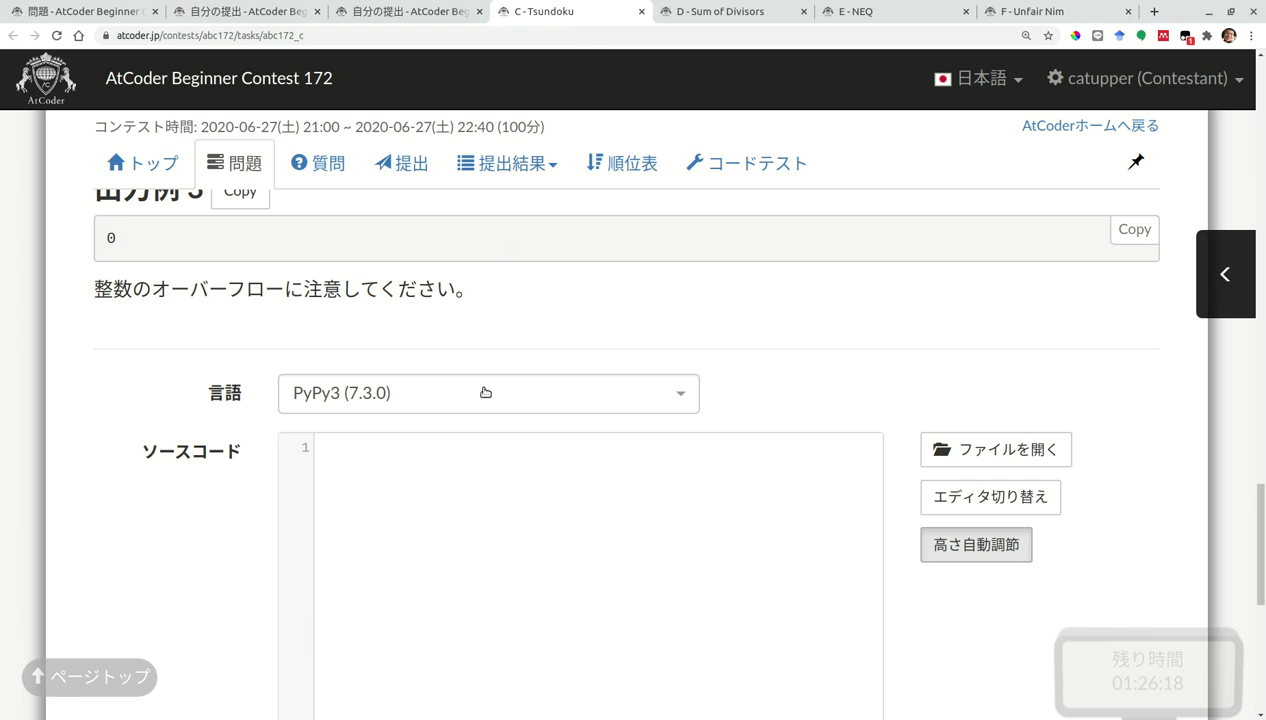 問題 - AtCoder Beginner C
自分の提出 - AtCoder Beg
自分の提出 - AtCoder Beg
C - Tsundoku
D - Sum of Divisors
E - NEQ
F - Unfair Nim
atcoder.jp/contests/abc172/tasks/abc172_c
AtCoder
AtCoder Beginner Contest 172
日本語
catupper (Contestant)
コンテスト時間: 2020-06-27(土) 21:00 ~ 2020-06-27(土) 22:40 (100分)
AtCoderホームへ戻る
トップ
問題
質問
提出
提出結果
順位表
コードテスト
出力例 3
Copy
0
Copy
整数のオーバーフローに注意してください。
言語
PyPy3 (7.3.0)
ソースコード
1
ファイルを開く
エディタ切り替え
高さ自動調節
ページトップ
残り時間
01:26:18